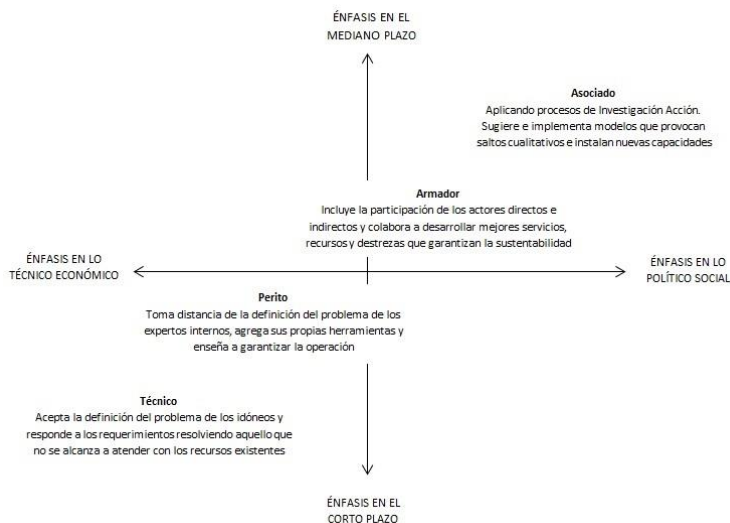 ÉNFASIS EN EL
MEDIANO PLAZO
Asociado
Aplicando procesos de Investigación Acción.
Sugiere e implementa modelos que provocan
saltos cualitativos e instalan nuevas capacidades
Armador
Incluye la participación de los actores directos e
indirectos y colabora a desarrollar mejores servicios,
recursos y destrezas que garantizan la sustentabilidad
ÉNFASIS EN LO
TÉCNICO ECONÓMICO
ÉNFASIS EN LO
POLÍTICO SOCIAL
Perito
Toma distancia de la definición del problema de los
expertos internos, agrega sus propias herramientas y
enseña a garantizar la operación
Técnico
Acepta la definición del problema de los idóneos y
responde a los requerimientos resolviendo aquello que
no se alcanza a atender con los recursos existentes
ÉNFASIS EN EL
CORTO PLAZO